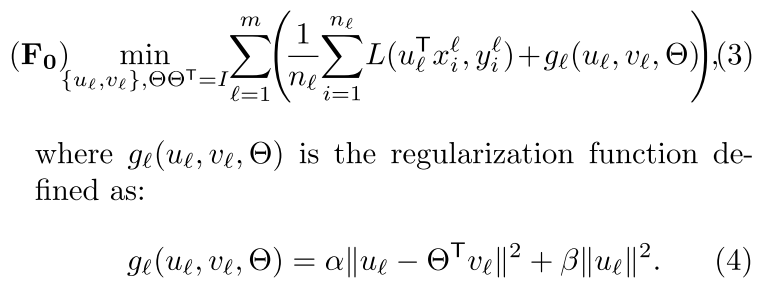 (F₀) min_{{u_ℓ,v_ℓ},ΘΘ^⊤=I} ∑_{ℓ=1}^{m} ( 1/n_ℓ ∑_{i=1}^{n_ℓ} L(u_ℓ^⊤ x_i^ℓ, y_i^ℓ) + g_ℓ(u_ℓ, v_ℓ, Θ) ), (3)
where g_ℓ(u_ℓ, v_ℓ, Θ) is the regularization function de-
fined as:
g_ℓ(u_ℓ, v_ℓ, Θ) = α‖u_ℓ − Θ^⊤ v_ℓ‖² + β‖u_ℓ‖². (4)